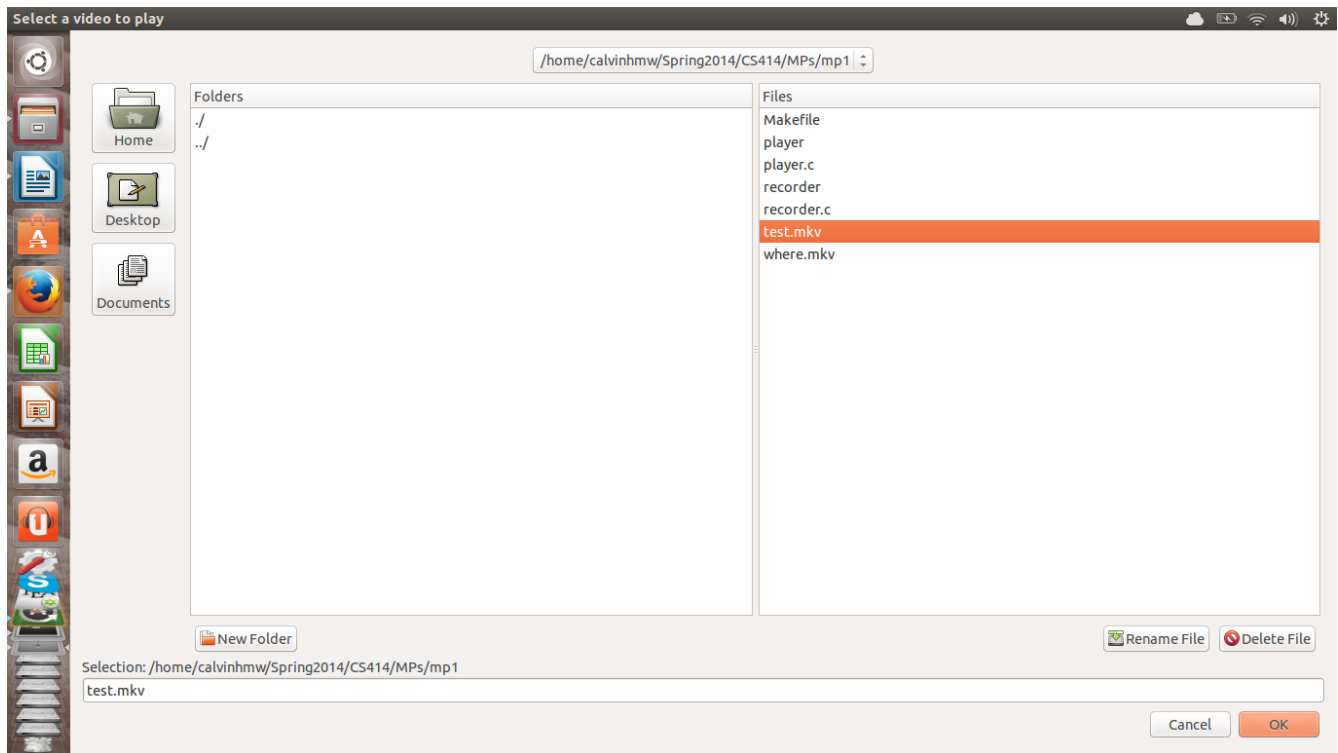 Select a video to play
/home/calvinhmw/Spring2014/CS414/MPs/mp1
Home
Desktop
Documents
Folders
./
../
Files
Makefile
player
player.c
recorder
recorder.c
test.mkv
where.mkv
New Folder
Rename File
Delete File
Selection: /home/calvinhmw/Spring2014/CS414/MPs/mp1
test.mkv
Cancel
OK